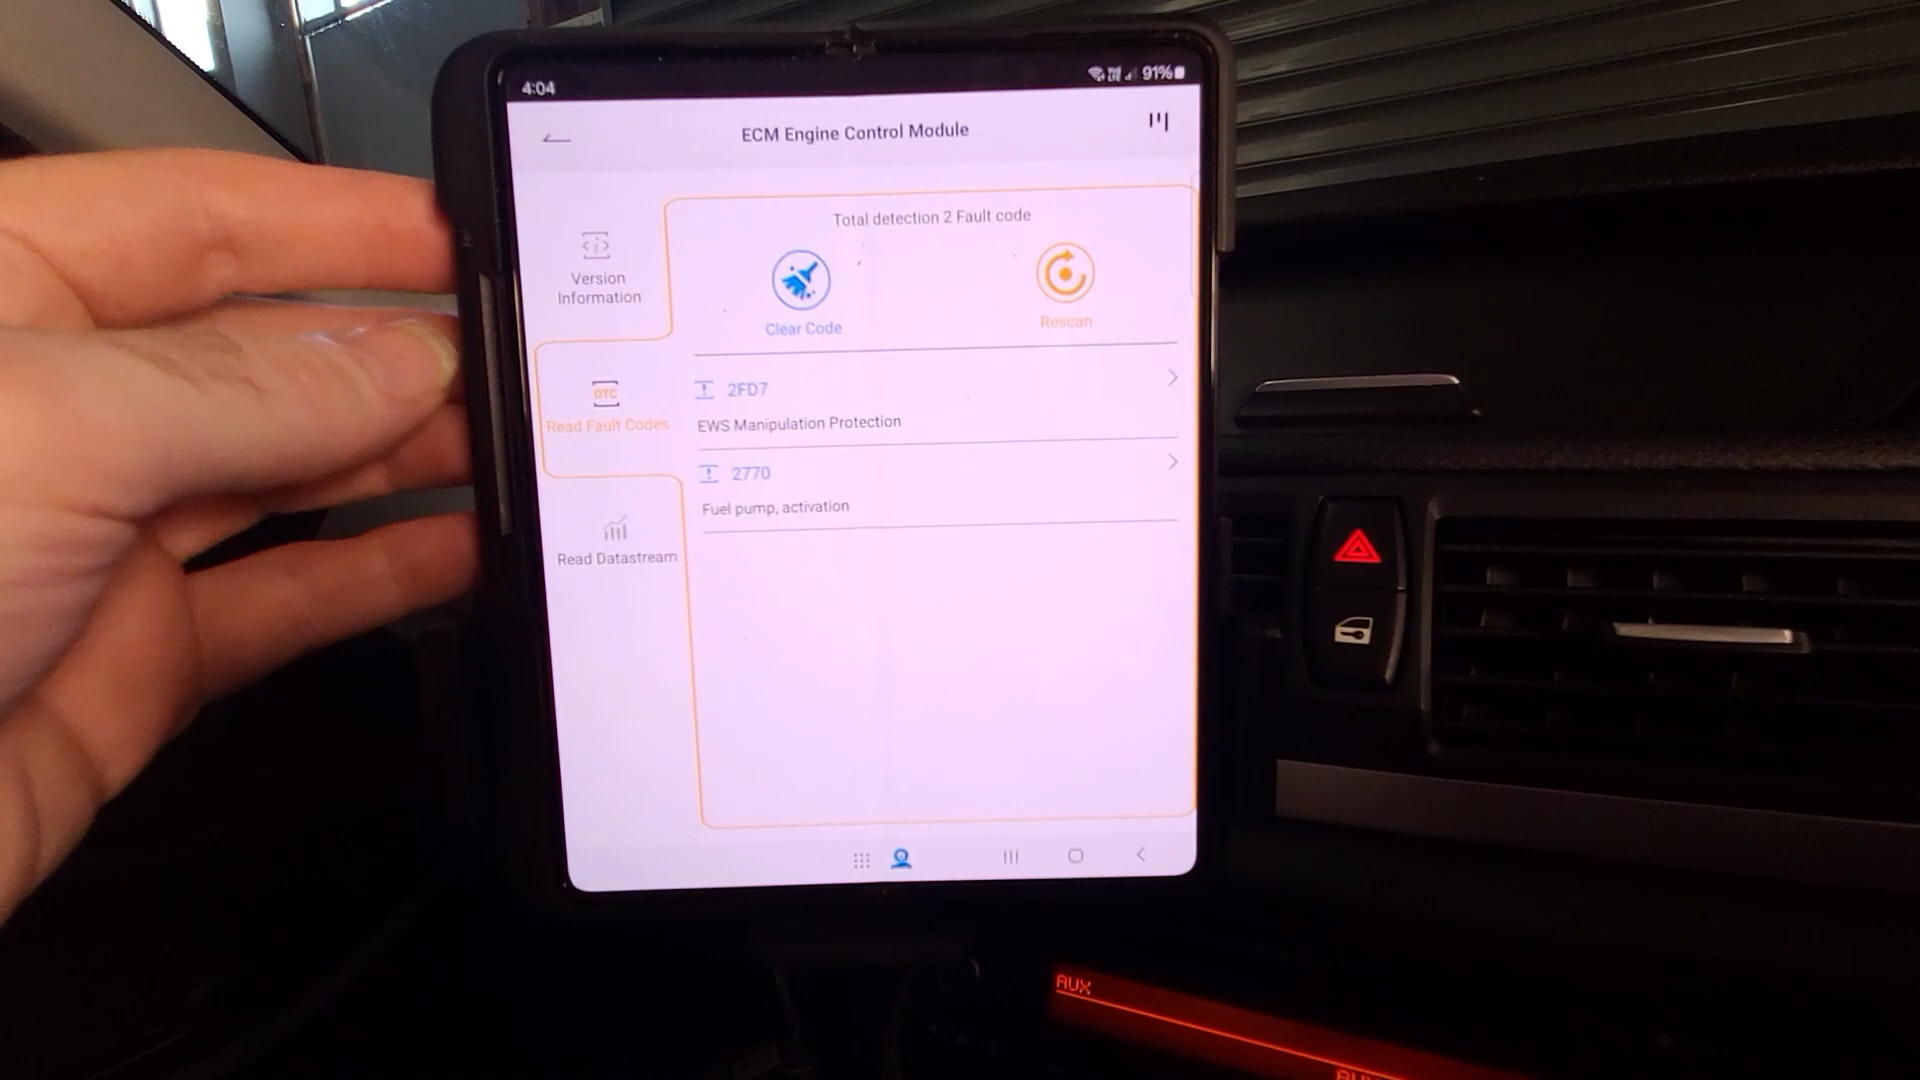 4:04
91%
ECM Engine Control Module
Total detection 2 Fault code
Version
Information
Clear Code
Rescan
DTC
Read Fault Codes
2FD7
EWS Manipulation Protection
2770
Fuel pump, activation
Read Datastream
AUX